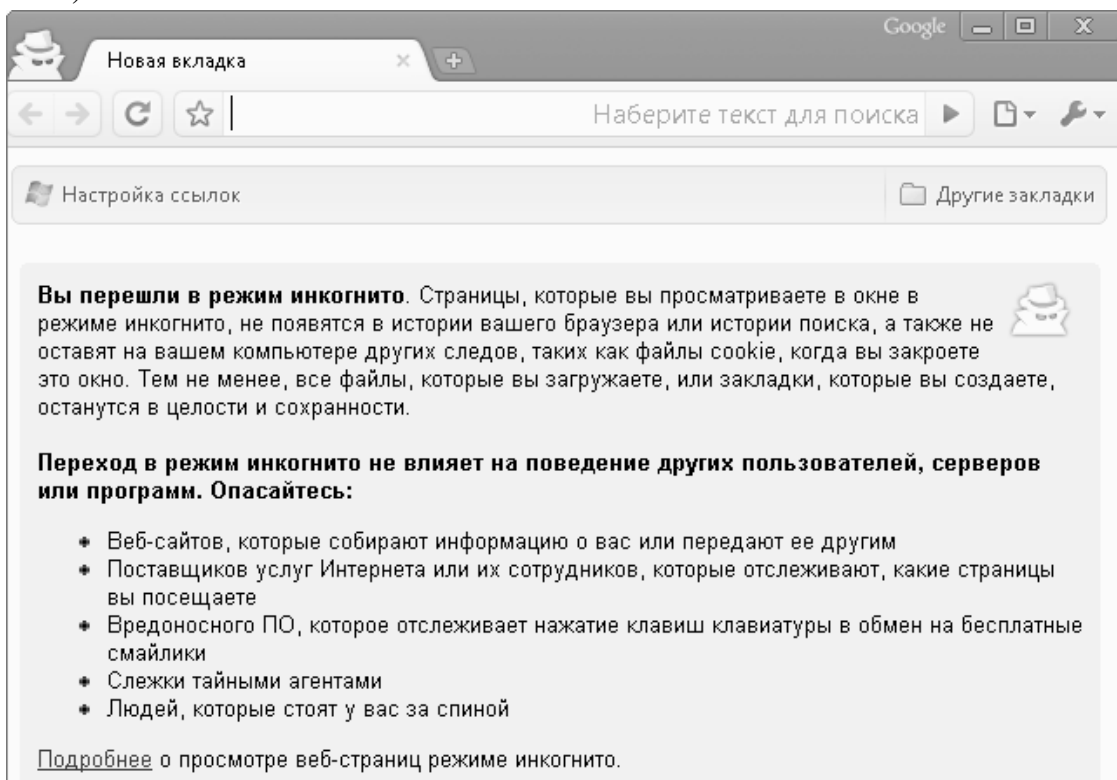 Google
Новая вкладка
Наберите текст для поиска
Настройка ссылок
Другие закладки
Вы перешли в режим инкогнито. Страницы, которые вы просматриваете в окне в
режиме инкогнито, не появятся в истории вашего браузера или истории поиска, а также не
оставят на вашем компьютере других следов, таких как файлы cookie, когда вы закроете
это окно. Тем не менее, все файлы, которые вы загружаете, или закладки, которые вы создаете,
останутся в целости и сохранности.
Переход в режим инкогнито не влияет на поведение других пользователей, серверов
или программ. Опасайтесь:
Веб-сайтов, которые собирают информацию о вас или передают ее другим
Поставщиков услуг Интернета или их сотрудников, которые отслеживают, какие страницы
вы посещаете
Вредоносного ПО, которое отслеживает нажатие клавиш клавиатуры в обмен на бесплатные
смайлики
Слежки тайными агентами
Людей, которые стоят у вас за спиной
Подробнее о просмотре веб-страниц режиме инкогнито.